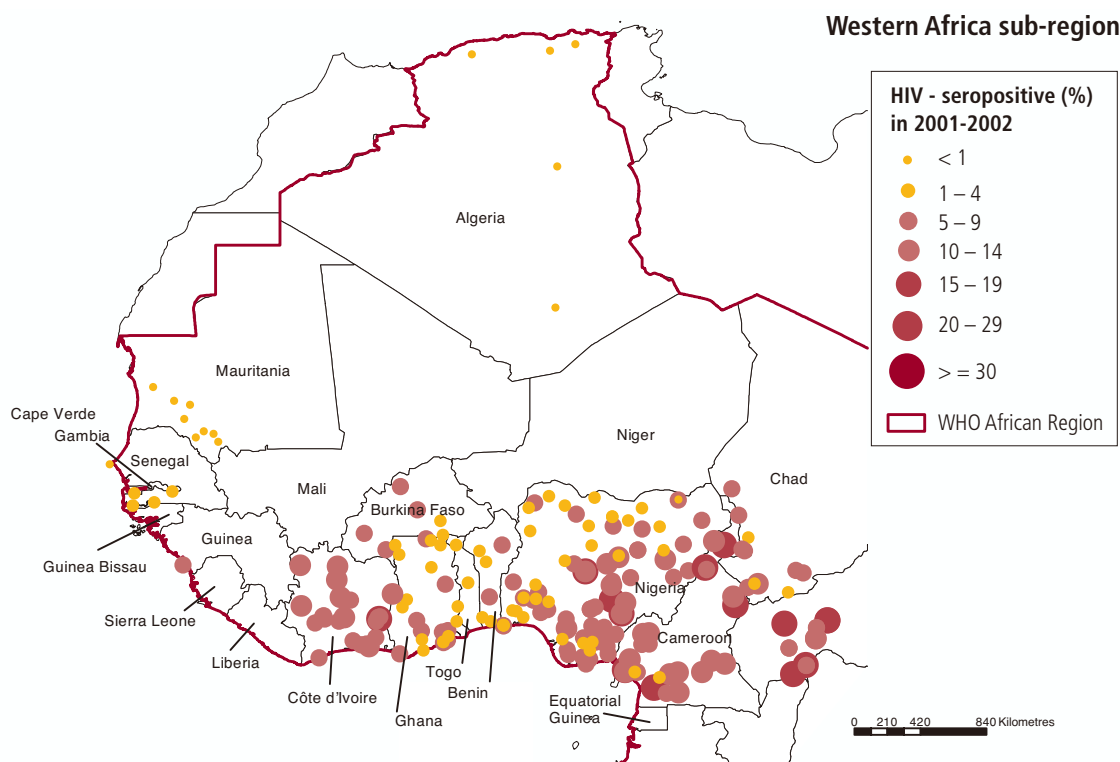 Western Africa sub-region
HIV - seropositive (%)
in 2001-2002
< 1
1 – 4
5 – 9
10 – 14
15 – 19
20 – 29
> = 30
WHO African Region
Algeria
Mauritania
Cape Verde
Gambia
Senegal
Niger
Mali
Chad
Burkina Faso
Guinea
Guinea Bissau
Nigeria
Sierra Leone
Cameroon
Liberia
Togo
Côte d'Ivoire
Benin
Ghana
Equatorial
Guinea
0 210 420 840 Kilometres